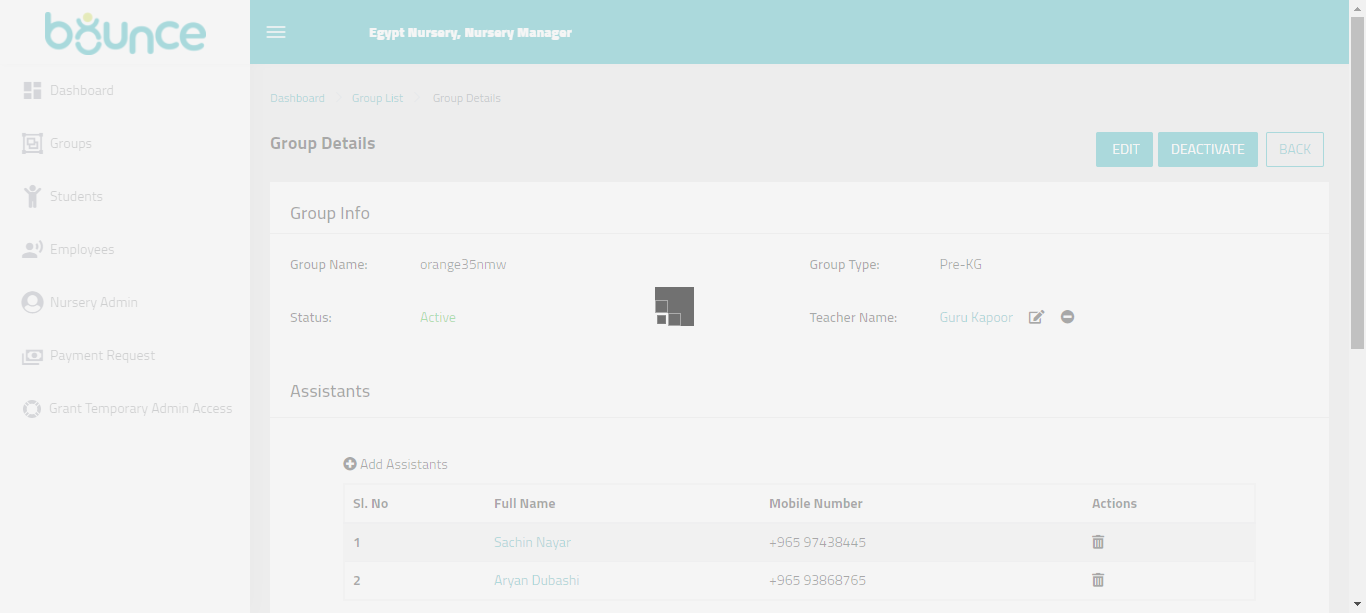 bounce
Egypt Nursery, Nursery Manager
Dashboard
Groups
Students
Employees
Nursery Admin
Payment Request
Grant Temporary Admin Access
Dashboard > Group List > Group Details
Group Details
EDIT DEACTIVATE BACK
Group Info
Group Name: orange35nmw Group Type: Pre-KG
Status: Active Teacher Name: Guru Kapoor
Assistants
Add Assistants
Sl. No Full Name Mobile Number Actions
1 Sachin Nayar +965 97438445
2 Aryan Dubashi +965 93868765